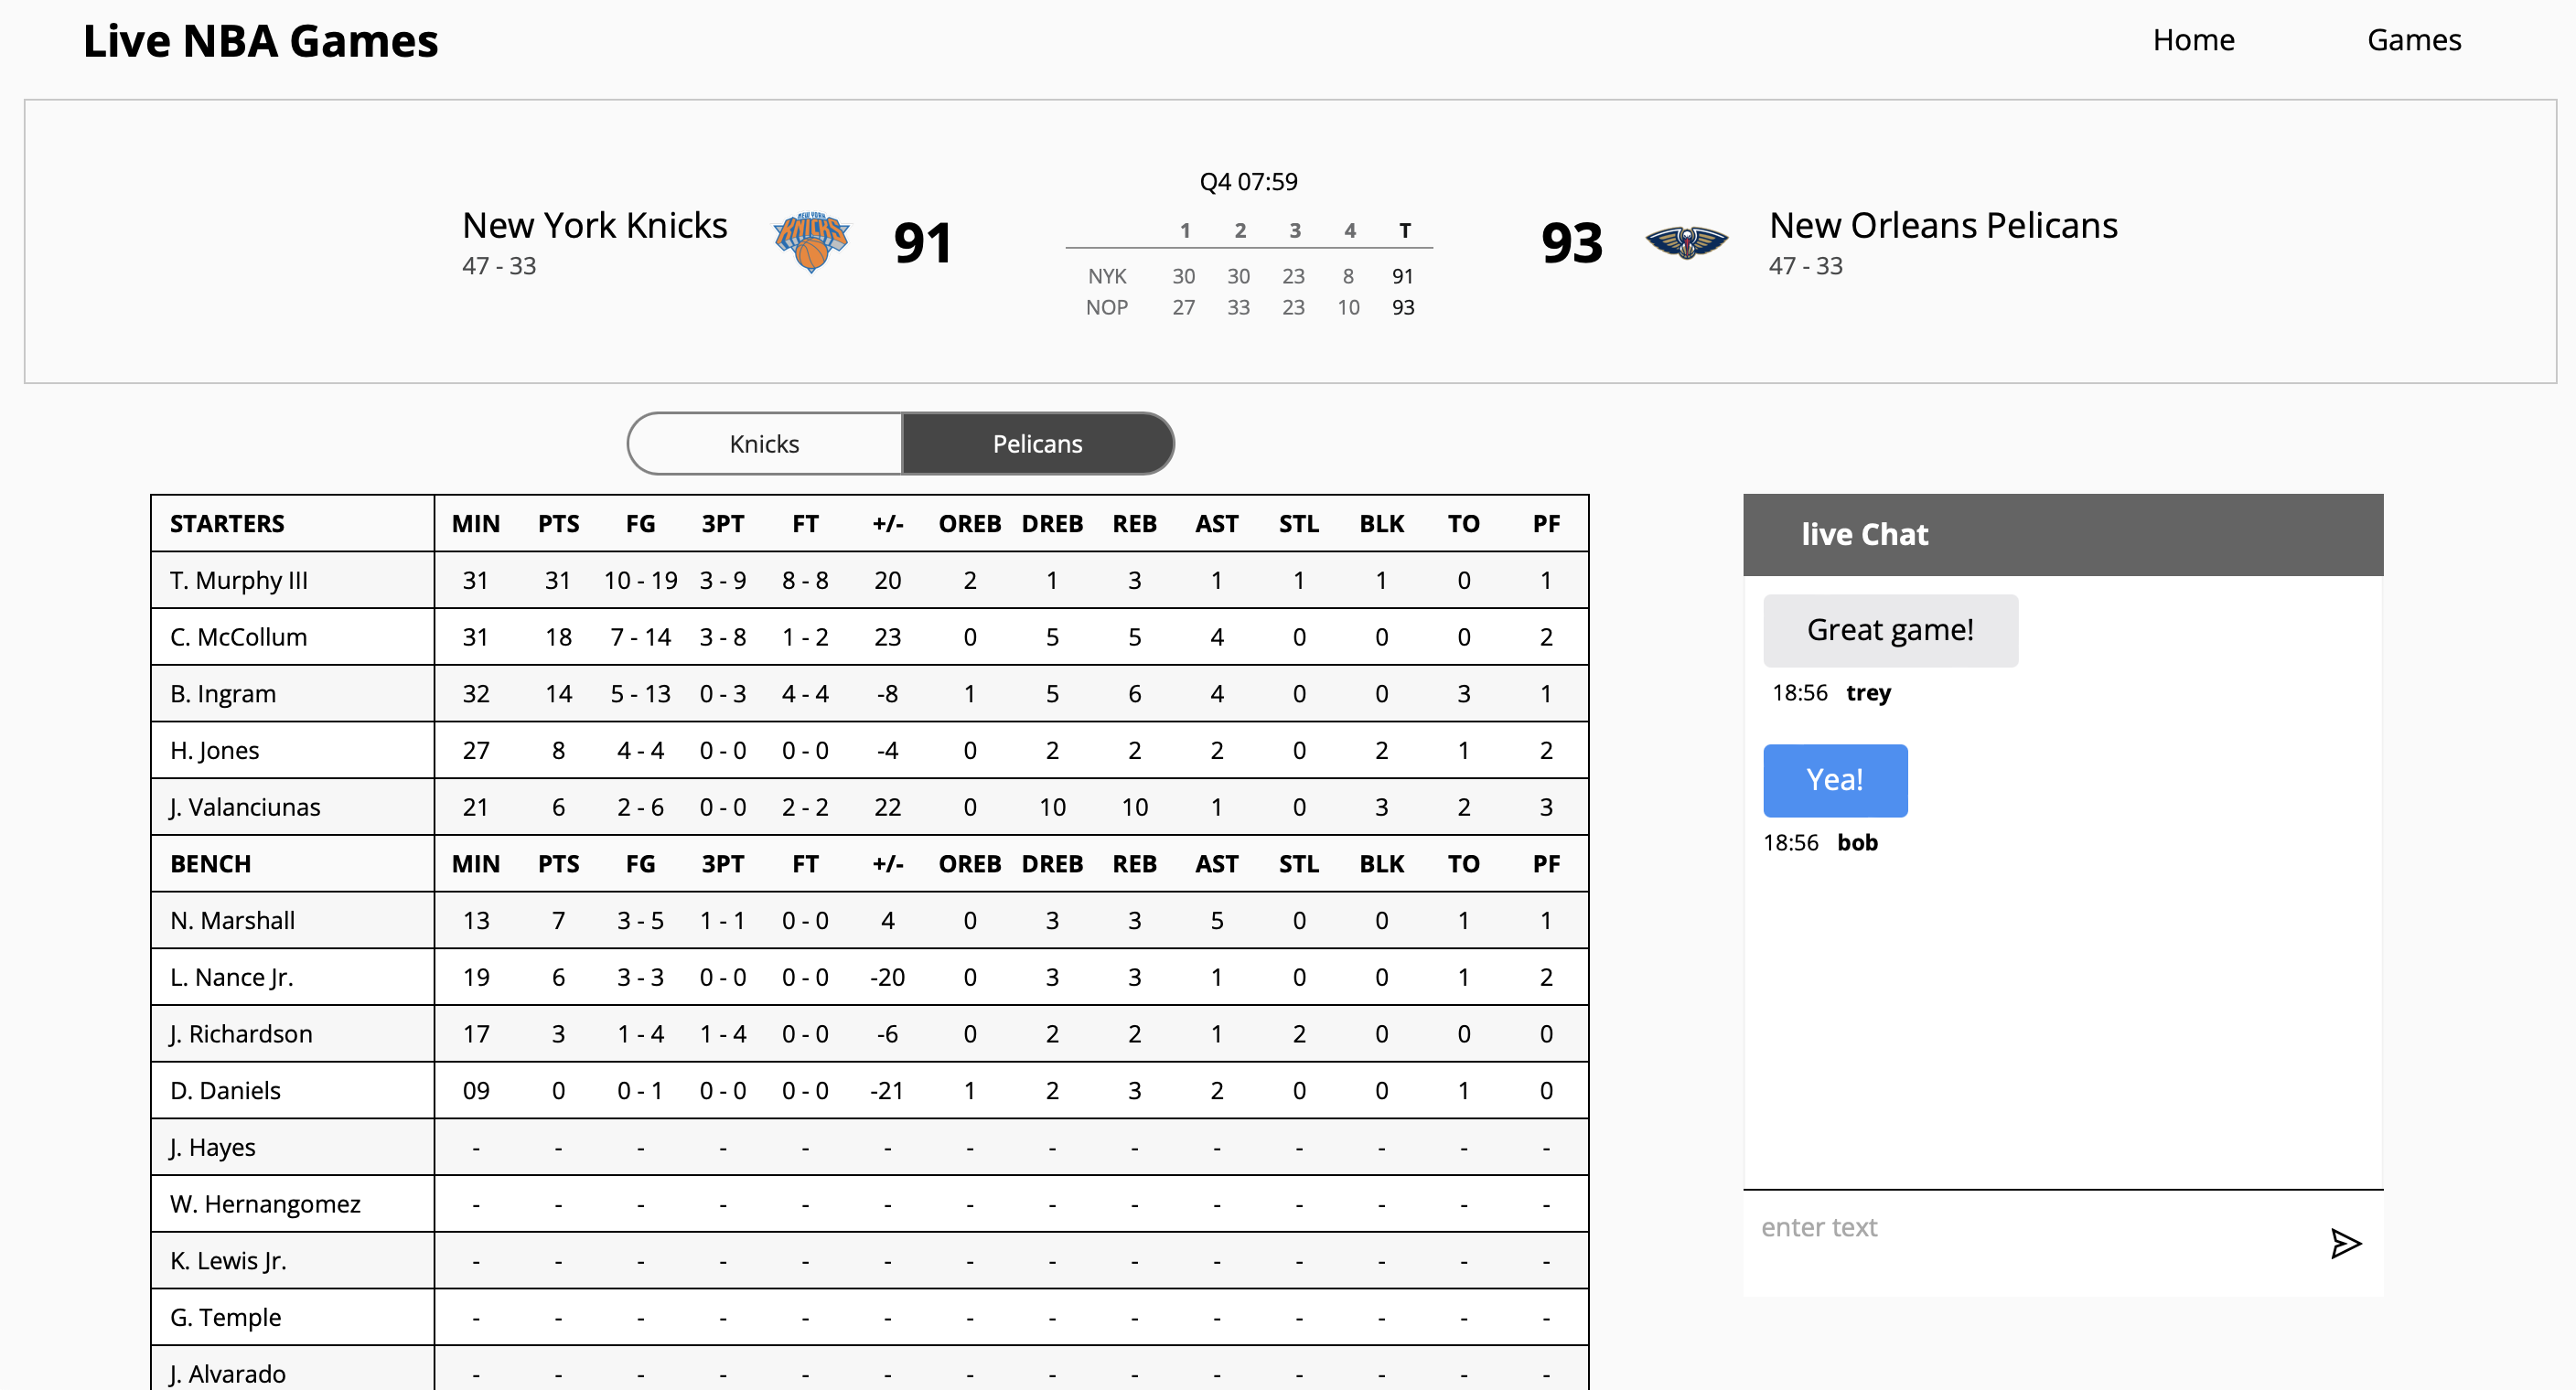 Live NBA Games Home Games
Q4 07:59
New York Knicks 91 93 New Orleans Pelicans
47 - 33 47 - 33
NEW YORK
KNICKS
1 2 3 4 T
NYK 30 30 23 8 91
NOP 27 33 23 10 93
Knicks Pelicans
STARTERS MIN PTS FG 3PT FT +/- OREB DREB REB AST STL BLK TO PF
T. Murphy III 31 31 10 - 19 3 - 9 8 - 8 20 2 1 3 1 1 1 0 1
C. McCollum 31 18 7 - 14 3 - 8 1 - 2 23 0 5 5 4 0 0 0 2
B. Ingram 32 14 5 - 13 0 - 3 4 - 4 -8 1 5 6 4 0 0 3 1
H. Jones 27 8 4 - 4 0 - 0 0 - 0 -4 0 2 2 2 0 2 1 2
J. Valanciunas 21 6 2 - 6 0 - 0 2 - 2 22 0 10 10 1 0 3 2 3
BENCH MIN PTS FG 3PT FT +/- OREB DREB REB AST STL BLK TO PF
N. Marshall 13 7 3 - 5 1 - 1 0 - 0 4 0 3 3 5 0 0 1 1
L. Nance Jr. 19 6 3 - 3 0 - 0 0 - 0 -20 0 3 3 1 0 0 1 2
J. Richardson 17 3 1 - 4 1 - 4 0 - 0 -6 0 2 2 1 2 0 0 0
D. Daniels 09 0 0 - 1 0 - 0 0 - 0 -21 1 2 3 2 0 0 1 0
J. Hayes - - - - - - - - - - - - - -
W. Hernangomez - - - - - - - - - - - - - -
K. Lewis Jr. - - - - - - - - - - - - - -
G. Temple - - - - - - - - - - - - - -
J. Alvarado - - - - - - - - - - - - - -
live Chat
Great game!
18:56 trey
Yea!
18:56 bob
enter text